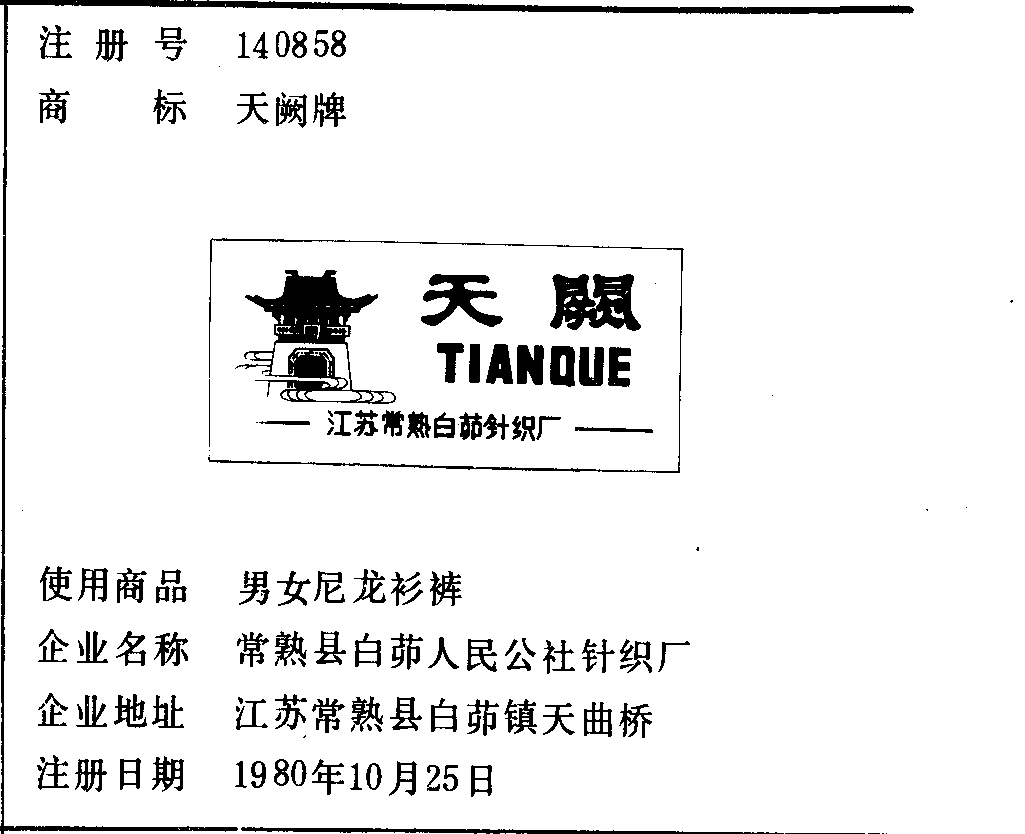 注册号 140858
商标 天阙牌
天阙
TIANQUE
江苏常熟白茆针织厂
使用商品 男女尼龙衫裤
企业名称 常熟县白茆人民公社针织厂
企业地址 江苏常熟县白茆镇天曲桥
注册日期 1980年10月25日